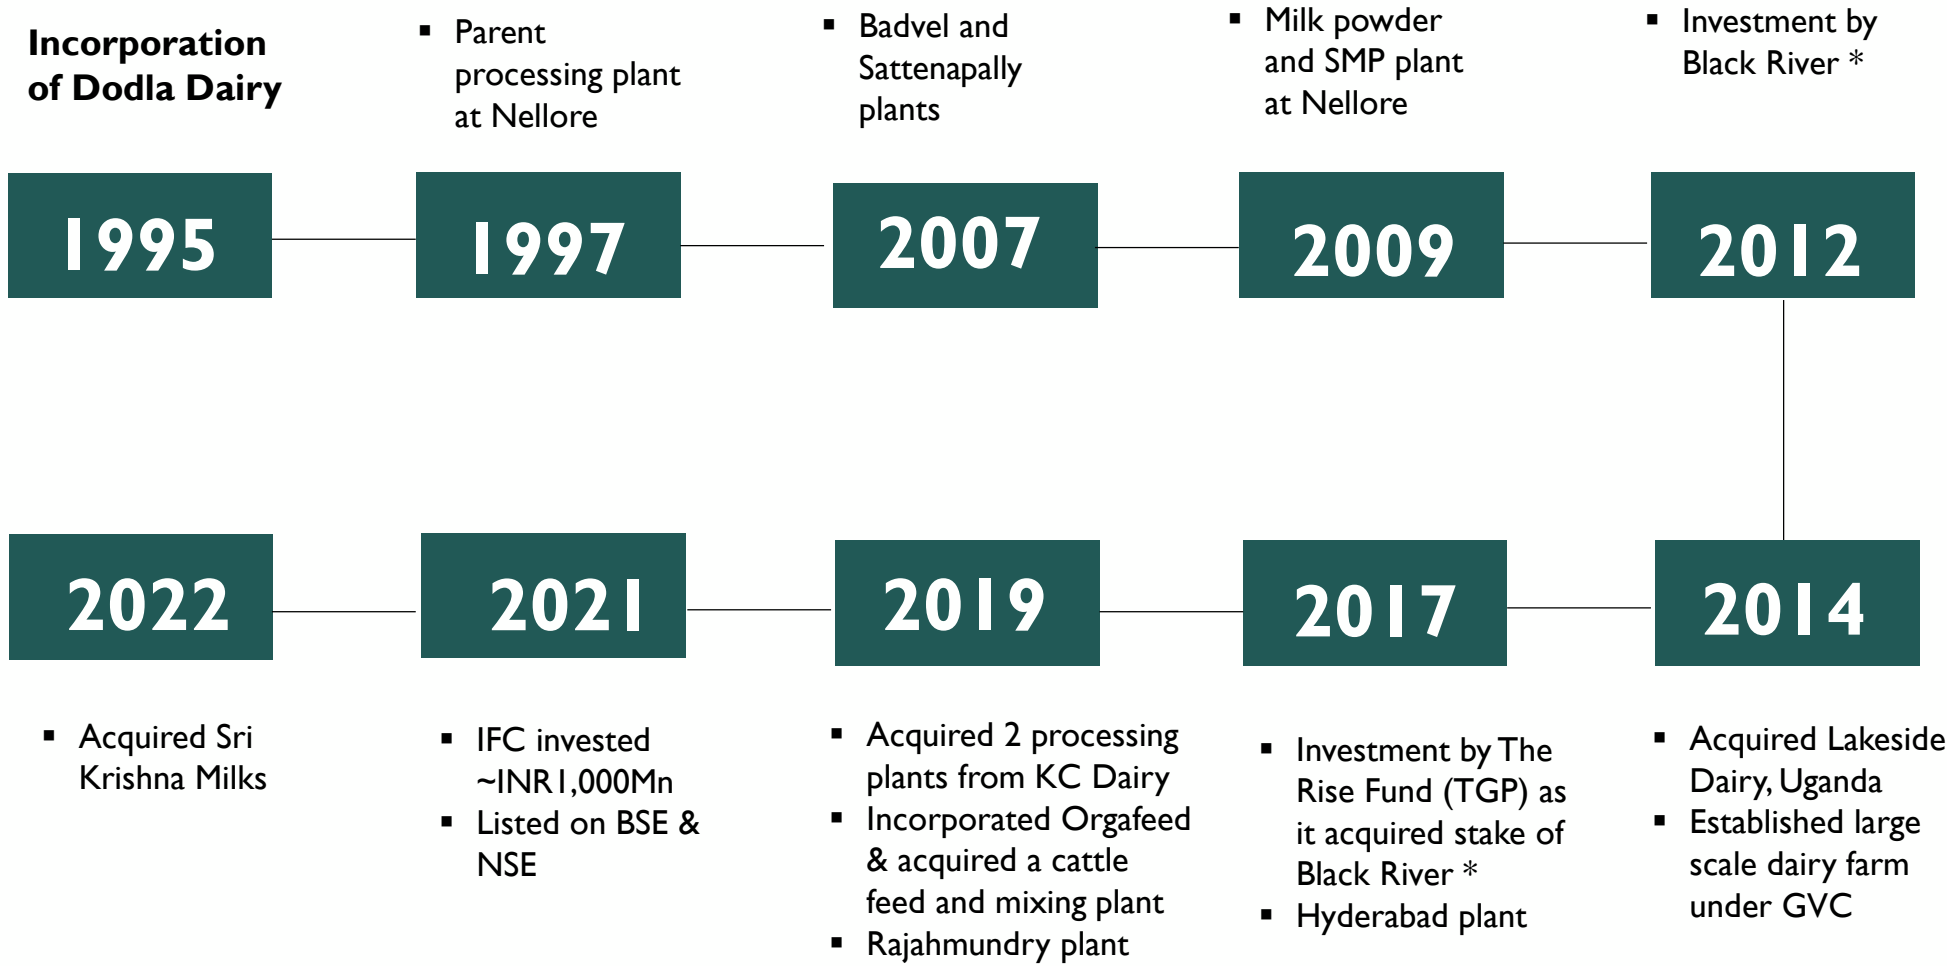 Incorporation
of Dodla Dairy
▪ Parent
processing plant
at Nellore
▪ Badvel and
Sattenapally
plants
▪ Milk powder
and SMP plant
at Nellore
▪ Investment by
Black River *
1995
1997
2007
2009
2012
2022
2021
2019
2017
2014
▪ Acquired Sri
Krishna Milks
▪ IFC invested
~INR1,000Mn
▪ Listed on BSE &
NSE
▪ Acquired 2 processing
plants from KC Dairy
▪ Incorporated Orgafeed
& acquired a cattle
feed and mixing plant
▪ Rajahmundry plant
▪ Investment by The
Rise Fund (TGP) as
it acquired stake of
Black River *
▪ Hyderabad plant
▪ Acquired Lakeside
Dairy, Uganda
▪ Established large
scale dairy farm
under GVC